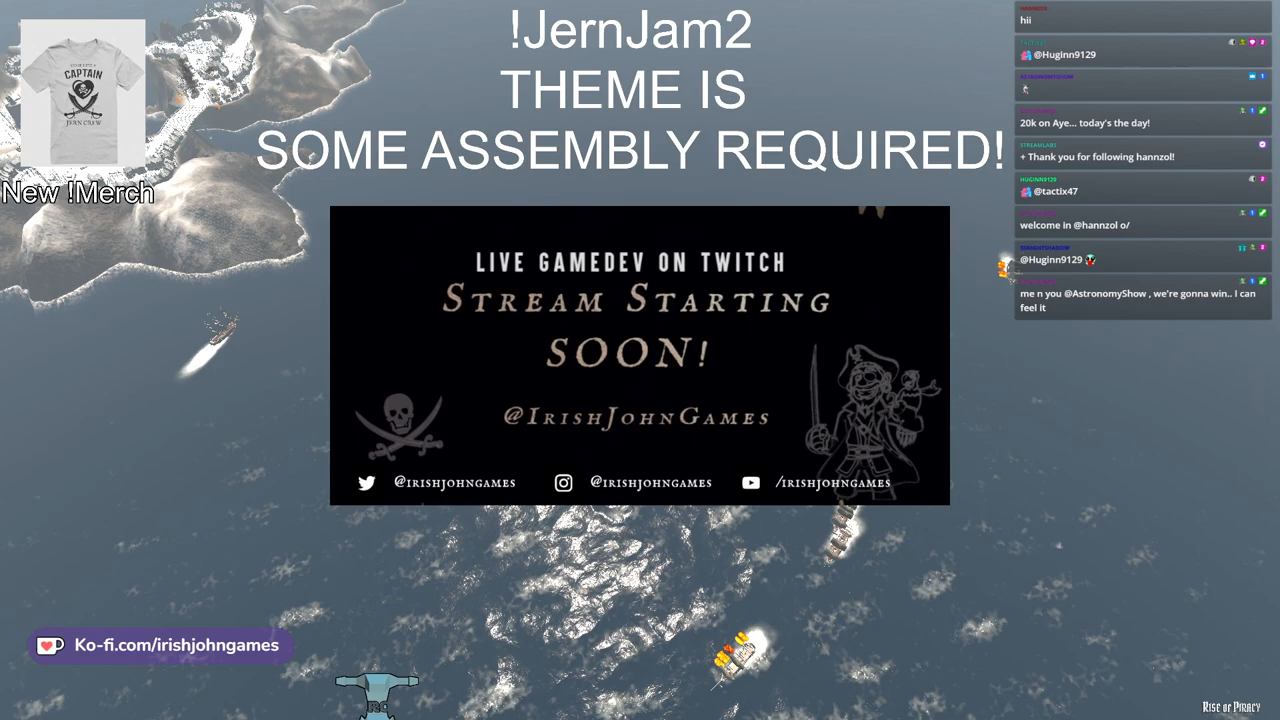 !JernJam2
THEME IS
SOME ASSEMBLY REQUIRED!
CAPTAIN
JERN CREW
New !Merch
LIVE GAMEDEV ON TWITCH
Stream Starting
SOON!
@IrishJohnGames
@irishjohngames
@irishjohngames
/irishjohngames
Ko-fi.com/irishjohngames
hii
@Huginn9129
20k on Aye... today's the day!
STREAMLABS
+ Thank you for following hannzol!
HUGINN9129
@tactix47
welcome in @hannzol o/
@Huginn9129
me n you @AstronomyShow , we're gonna win.. I can
feel it
Rise of Piracy